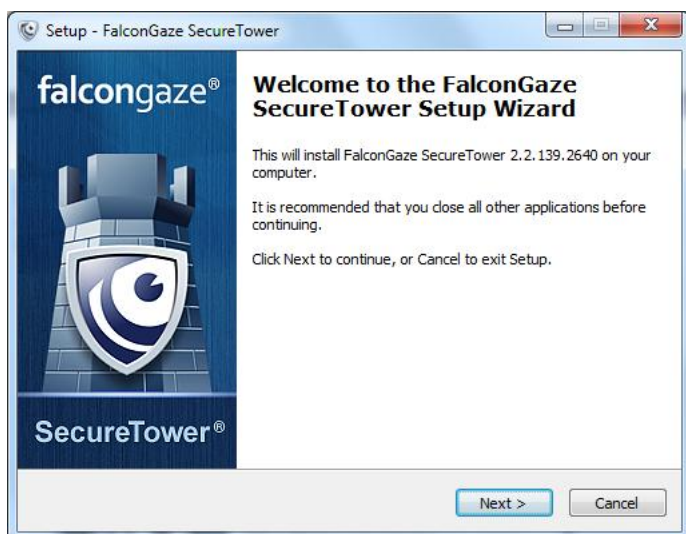 Setup - FalconGaze SecureTower
falcongaze®
Welcome to the FalconGaze
SecureTower Setup Wizard
This will install FalconGaze SecureTower 2.2.139.2640 on your
computer.
It is recommended that you close all other applications before
continuing.
Click Next to continue, or Cancel to exit Setup.
SecureTower®
Next >
Cancel